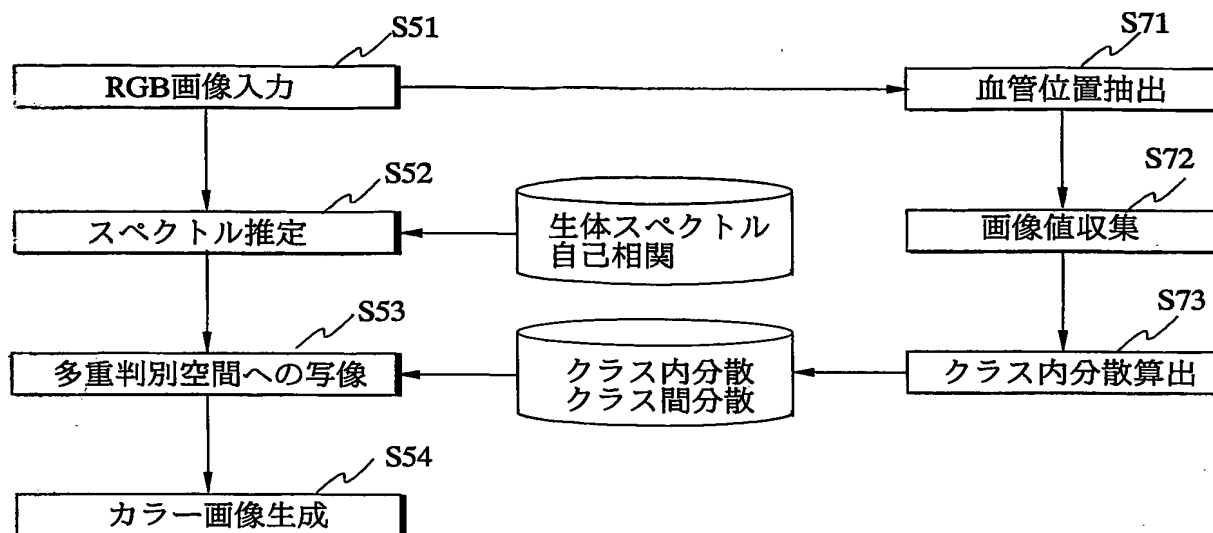 S51
RGB画像入力
S71
血管位置抽出
S52
スペクトル推定
生体スペクトル
自己相関
S72
画像値収集
S53
多重判別空間への写像
クラス内分散
クラス間分散
S73
クラス内分散算出
S54
カラー画像生成